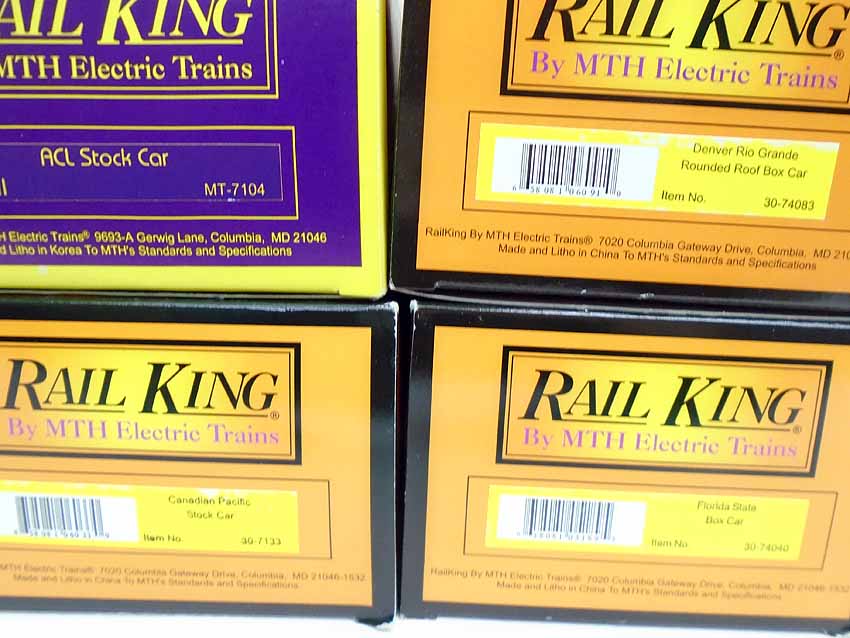 AIL KING
MTH Electric Trains
ACL Stock Car
MT-7104
Electric Trains® 9693-A Gerwig Lane, Columbia, MD 21046
and Litho in Korea To MTH's Standards and Specifications
RAIL KING®
By MTH Electric Trains
Denver Rio Grande
Rounded Roof Box Car
Item No. 30-74083
RailKing By MTH Electric Trains® 7020 Columbia Gateway Drive, Columbia, MD 210
Made and Litho in China To MTH's Standards and Specifications
RAIL KING®
By MTH Electric Trains
Canadian Pacific
Stock Car
Item No. 30-7133
MTH Electric Trains® 7020 Columbia Gateway Drive, Columbia, MD 21046-1532
Made and Litho in China To MTH's Standards and Specifications
RAIL KING®
By MTH Electric Trains
Florida State
Box Car
Item No. 30-74040
RailKing By MTH Electric Trains® 7020 Columbia Gateway Drive, Columbia, MD 21046-1532
Made and Litho in China To MTH's Standards and Specifications